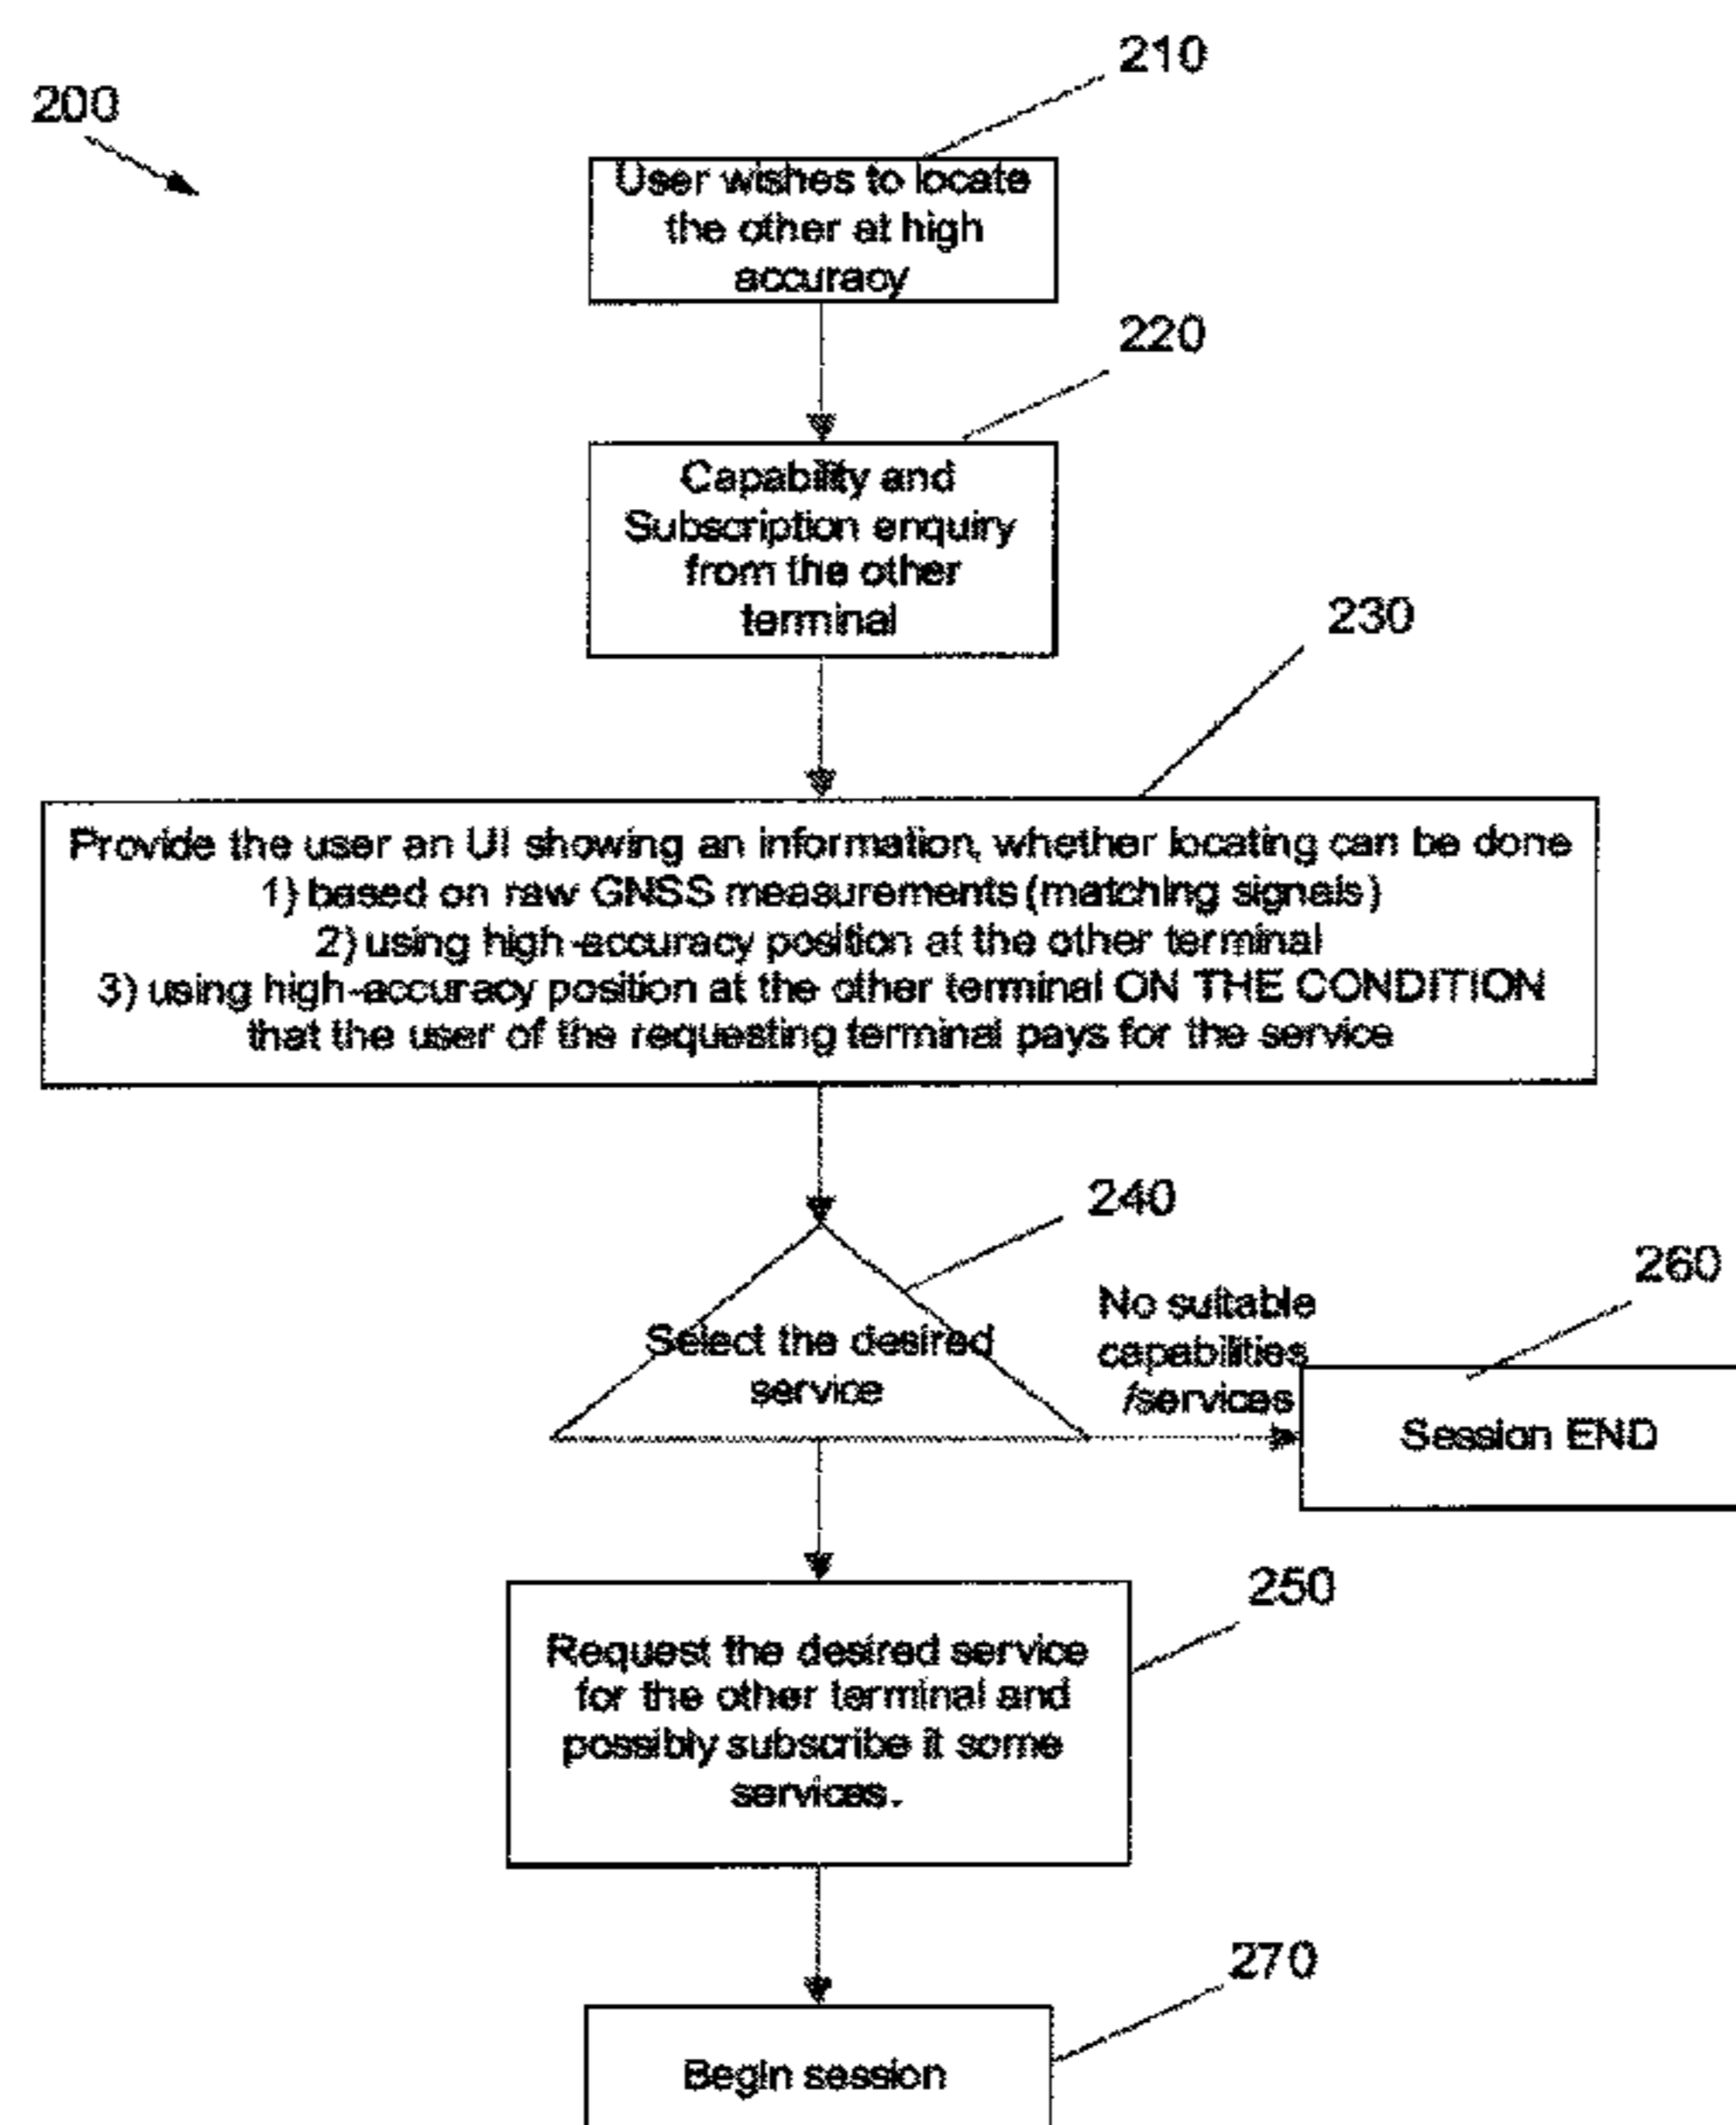 210
200
User wishes to locate
the other at high
accuracy
220
Capability and
Subscription enquiry
from the other
terminal
230
Provide the user an UI showing an information, whether locating can be done
1) based on raw GNSS measurements (matching signals)
2) using high-accuracy position at the other terminal
3) using high-accuracy position at the other terminal ON THE CONDITION
that the user of the requesting terminal pays for the service
240
260
No suitable
capabilities
/services
Select the desired
service
Session END
250
Request the desired service
for the other terminal and
possibly subscribe it some
services.
270
Begin session